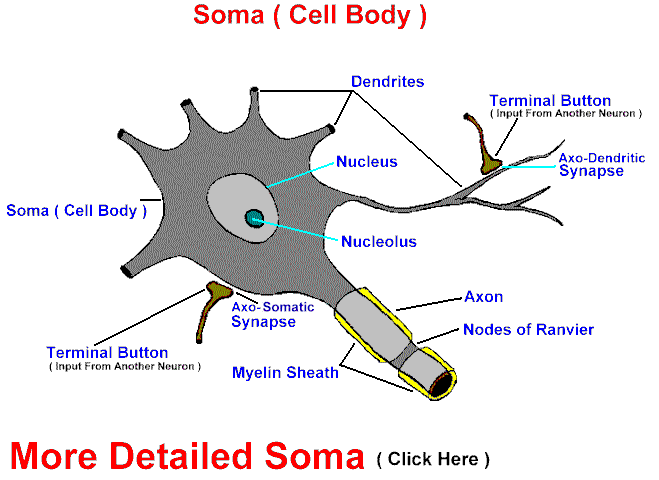 Soma ( Cell Body )
Dendrites
Terminal Button
( Input From Another Neuron )
Axo-Dendritic
Synapse
Nucleus
Soma ( Cell Body )
Nucleolus
Axon
Axo-Somatic
Synapse
Nodes of Ranvier
Terminal Button
( Input From Another Neuron )
Myelin Sheath
More Detailed Soma ( Click Here )